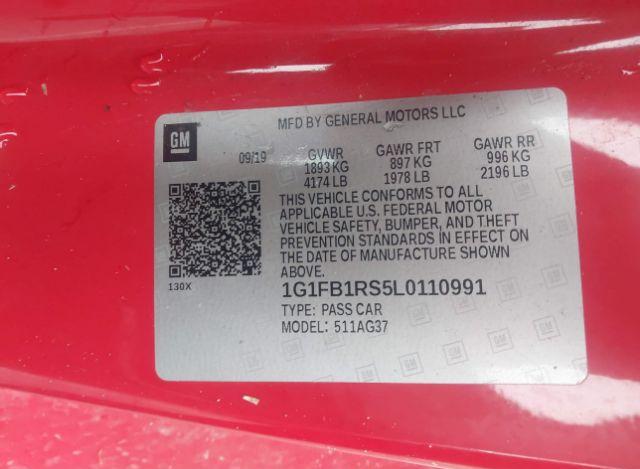 GM
MFD BY GENERAL MOTORS LLC
09/19 GVWR GAWR FRT GAWR RR
1893 KG 897 KG 996 KG
4174 LB 1978 LB 2196 LB
THIS VEHICLE CONFORMS TO ALL
APPLICABLE U.S. FEDERAL MOTOR
VEHICLE SAFETY, BUMPER, AND THEFT
PREVENTION STANDARDS IN EFFECT ON
THE DATE OF MANUFACTURE SHOWN
ABOVE.
130X
1G1FB1RS5L0110991
TYPE: PASS CAR
MODEL: 511AG37